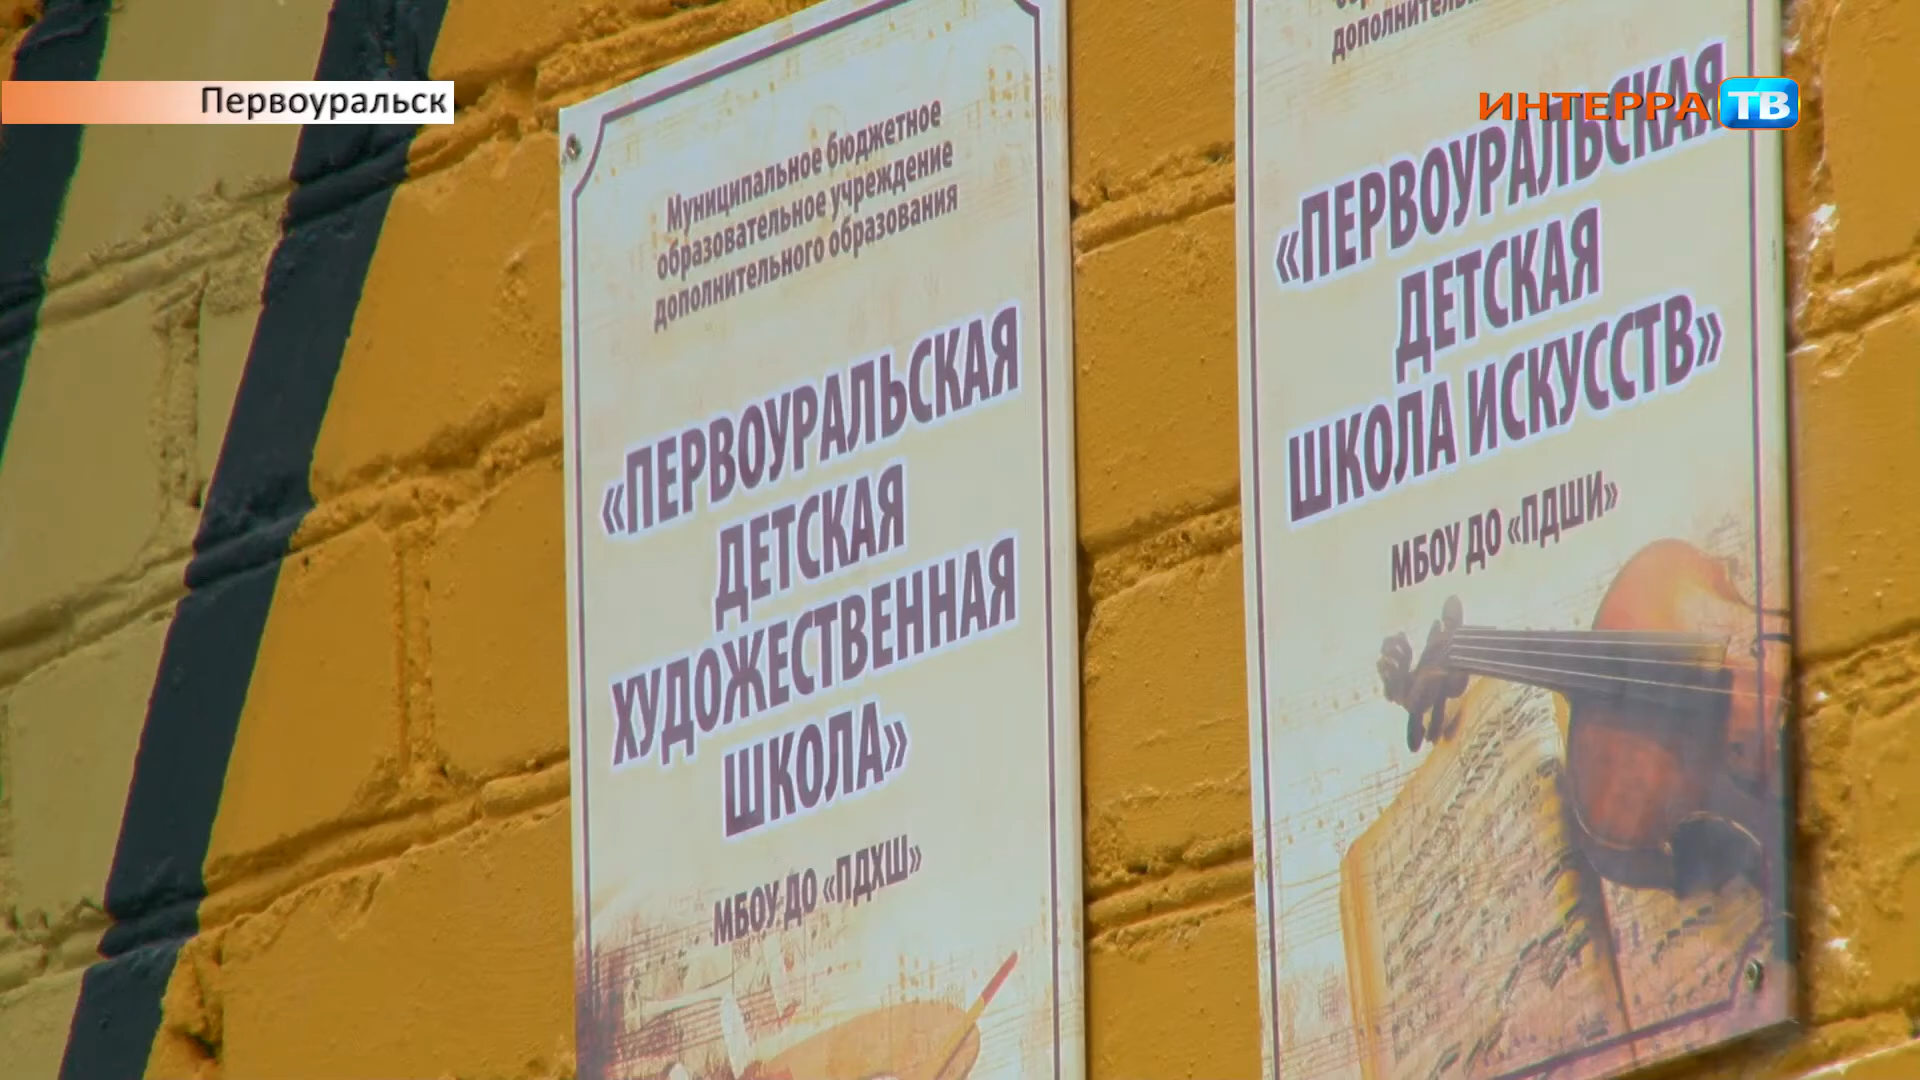 Первоуральск
ИНТЕРРА ТВ
Муниципальное бюджетное
образовательное учреждение
дополнительного образования
«ПЕРВОУРАЛЬСКАЯ
ДЕТСКАЯ
ХУДОЖЕСТВЕННАЯ
ШКОЛА»
МБОУ ДО «ПДХШ»
«ПЕРВОУРАЛЬСКАЯ
ДЕТСКАЯ
ШКОЛА ИСКУССТВ»
МБОУ ДО «ПДШИ»